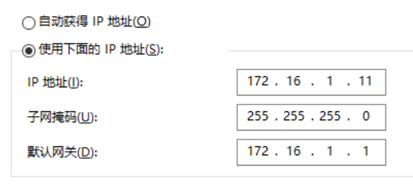 自动获得 IP 地址(O)
使用下面的 IP 地址(S):
IP 地址(I): 172 . 16 . 1 . 11
子网掩码(U): 255 . 255 . 255 . 0
默认网关(D): 172 . 16 . 1 . 1